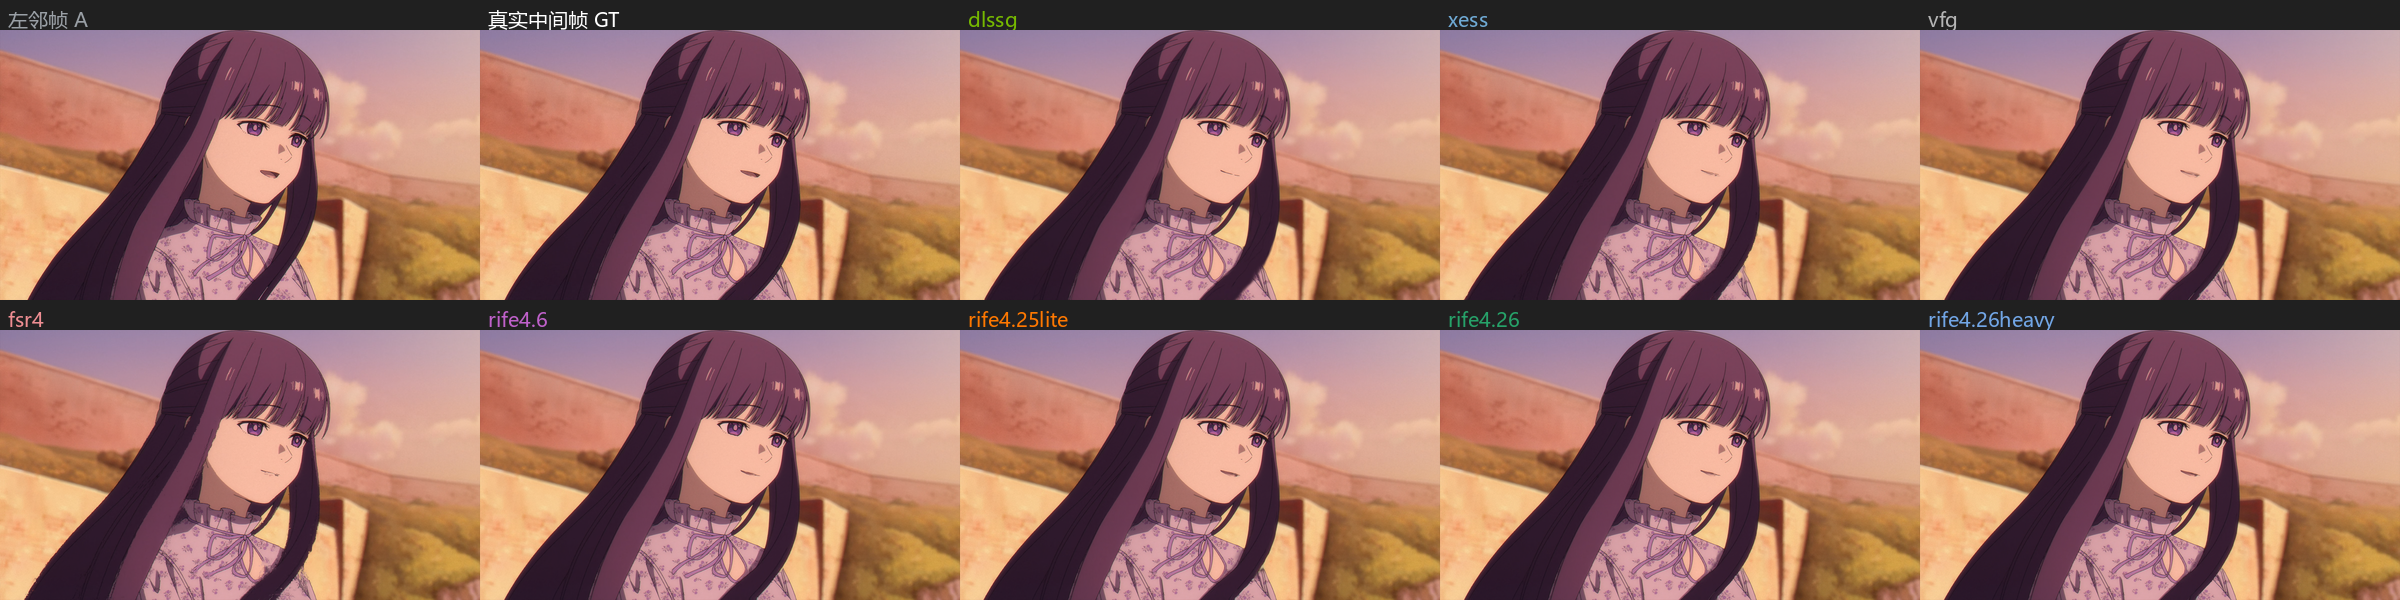 左邻帧 A
真实中间帧 GT
dlssg
xess
vfg
fsr4
rife4.6
rife4.25lite
rife4.26
rife4.26heavy